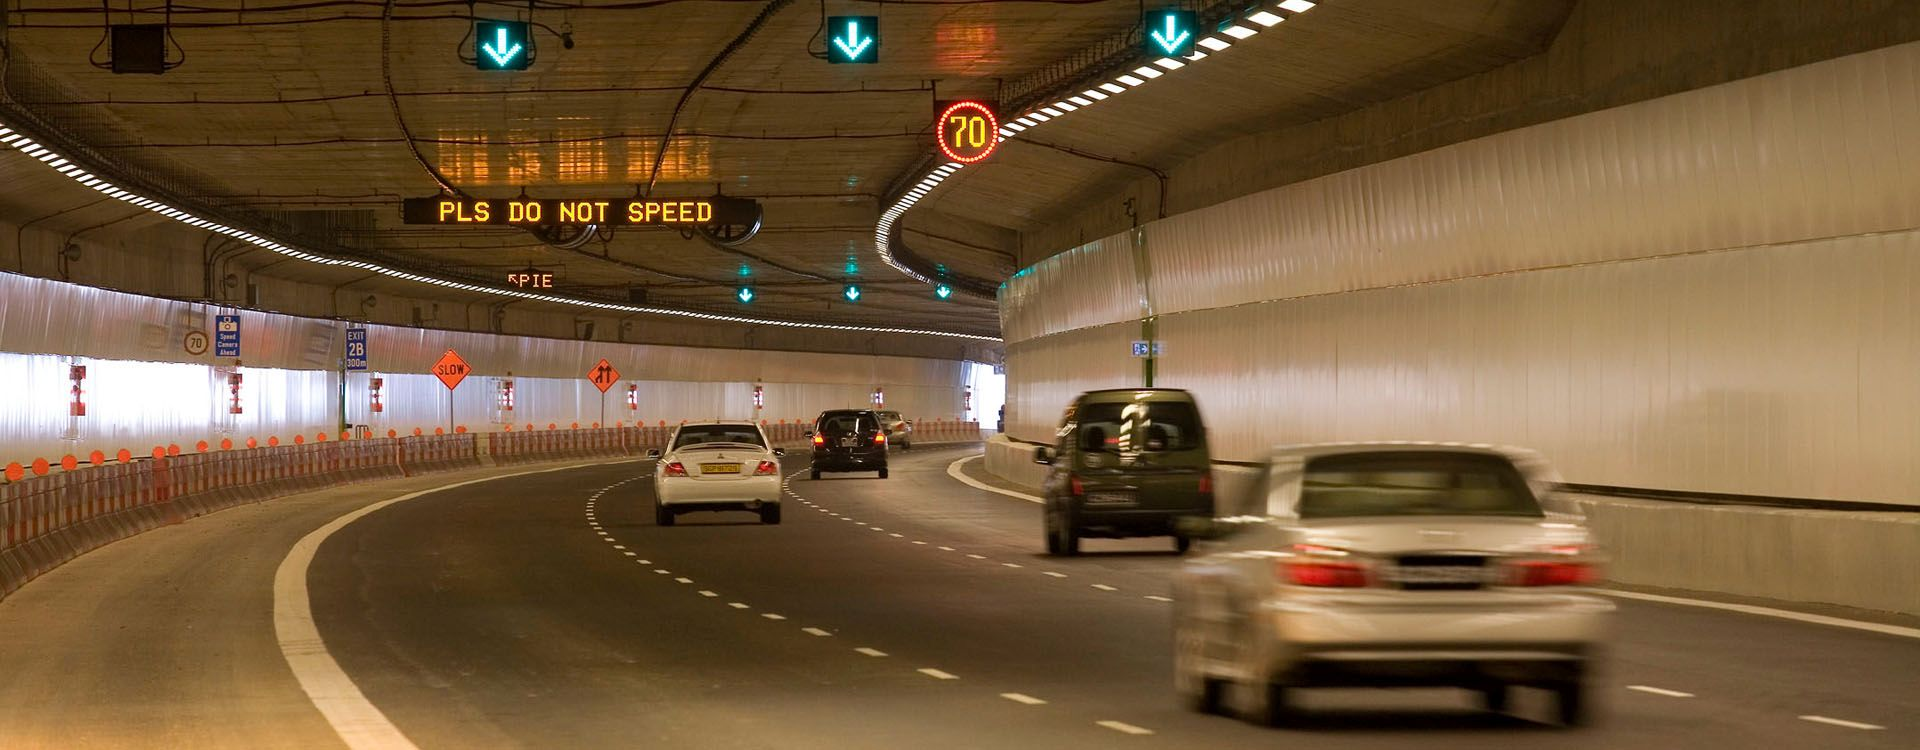 70
PLS DO NOT SPEED
PIE
70
Speed
Camera
Ahead
EXIT
2B
300m
SLOW